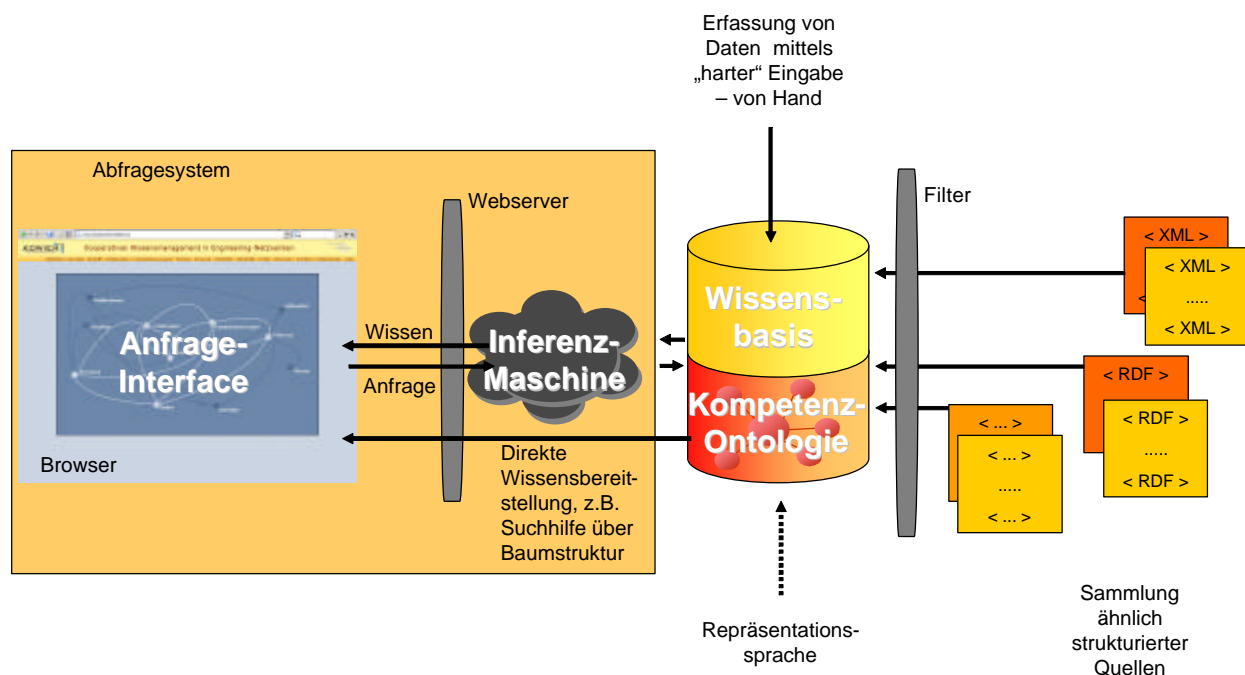 Erfassung von
Daten mittels
„harter“ Eingabe
– von Hand
Abfragesystem
Webserver
Filter
Kooperatives Wissensmanagement in Engineering-Netzwerken
Anfrage-
Interface
Browser
Wissen
Anfrage
Inferenz-
Maschine
Wissens-
basis
Kompetenz-
Ontologie
Direkte
Wissensbereit-
stellung, z.B.
Suchhilfe über
Baumstruktur
< XML >
<
< XML >
.....
< XML >
< RDF >
< RDF >
.....
< RDF >
< ... >
< ... >
.....
< ... >
Repräsentations-
sprache
Sammlung
ähnlich
strukturierter
Quellen